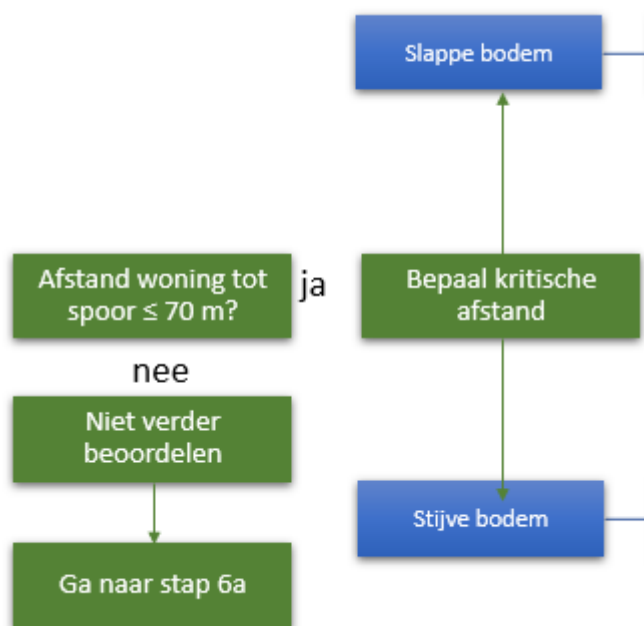 Slappe bodem
Afstand woning tot
spoor ≤ 70 m?
ja
Bepaal kritische
afstand
nee
Niet verder
beoordelen
Stijve bodem
Ga naar stap 6a